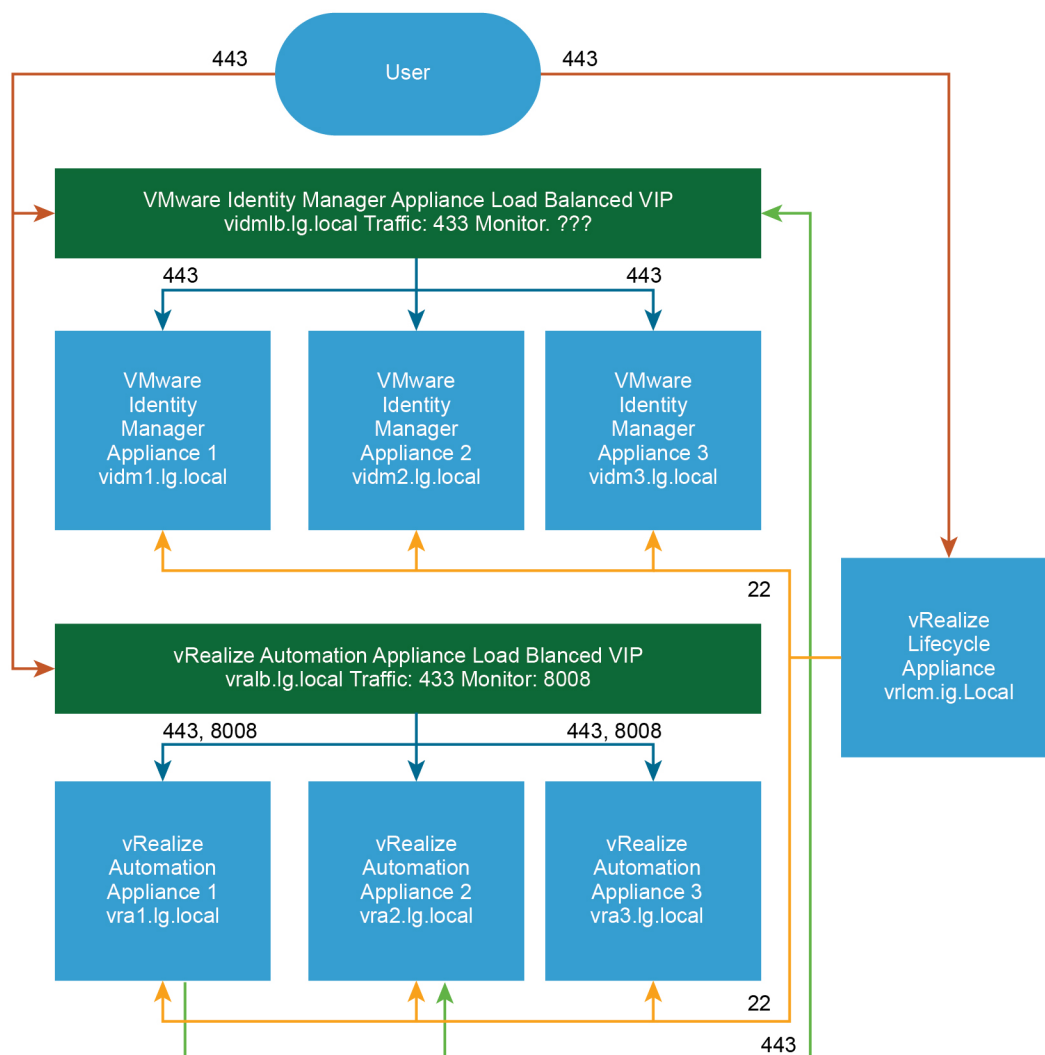 443
User
443
VMware Identity Manager Appliance Load Balanced VIP
vidmlb.lg.local Traffic: 433 Monitor. ???
443
443
VMware
Identity
Manager
Appliance 1
vidm1.lg.local
VMware
Identity
Manager
Appliance 2
vidm2.lg.local
VMware
Identity
Manager
Appliance 3
vidm3.lg.local
22
vRealize
Lifecycle
Appliance
vrlcm.ig.Local
vRealize Automation Appliance Load Blanced VIP
vralb.lg.local Traffic: 433 Monitor: 8008
443, 8008
443, 8008
vRealize
Automation
Appliance 1
vra1.lg.local
vRealize
Automation
Appliance 2
vra2.lg.local
vRealize
Automation
Appliance 3
vra3.lg.local
22
443